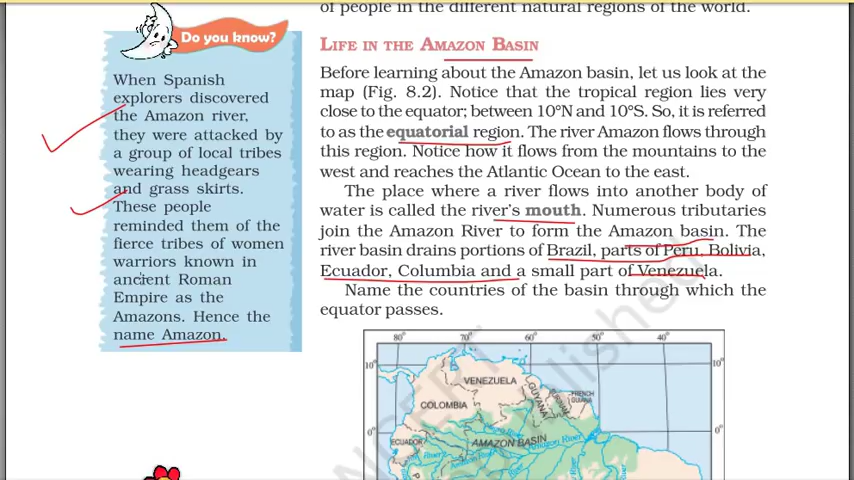 of people in the different natural regions of the world.
Do you know?
When Spanish
explorers discovered
the Amazon river,
they were attacked by
a group of local tribes
wearing headgears
and grass skirts.
These people
reminded them of the
fierce tribes of women
warriors known in
ancient Roman
Empire as the
Amazons. Hence the
name Amazon.
LIFE IN THE AMAZON BASIN
Before learning about the Amazon basin, let us look at the
map (Fig. 8.2). Notice that the tropical region lies very
close to the equator; between 10°N and 10°S. So, it is referred
to as the equatorial region. The river Amazon flows through
this region. Notice how it flows from the mountains to the
west and reaches the Atlantic Ocean to the east.
The place where a river flows into another body of
water is called the river's mouth. Numerous tributaries
join the Amazon River to form the Amazon basin. The
river basin drains portions of Brazil, parts of Peru, Bolivia,
Ecuador, Columbia and a small part of Venezuela.
Name the countries of the basin through which the
equator passes.
80° 70° 60° 50° 40°
10° 10°
VENEZUELA
GUYANA
FRENCH
GUIANA
COLOMBIA
0° 0°
ECUADOR
AMAZON BASIN
Amazon River